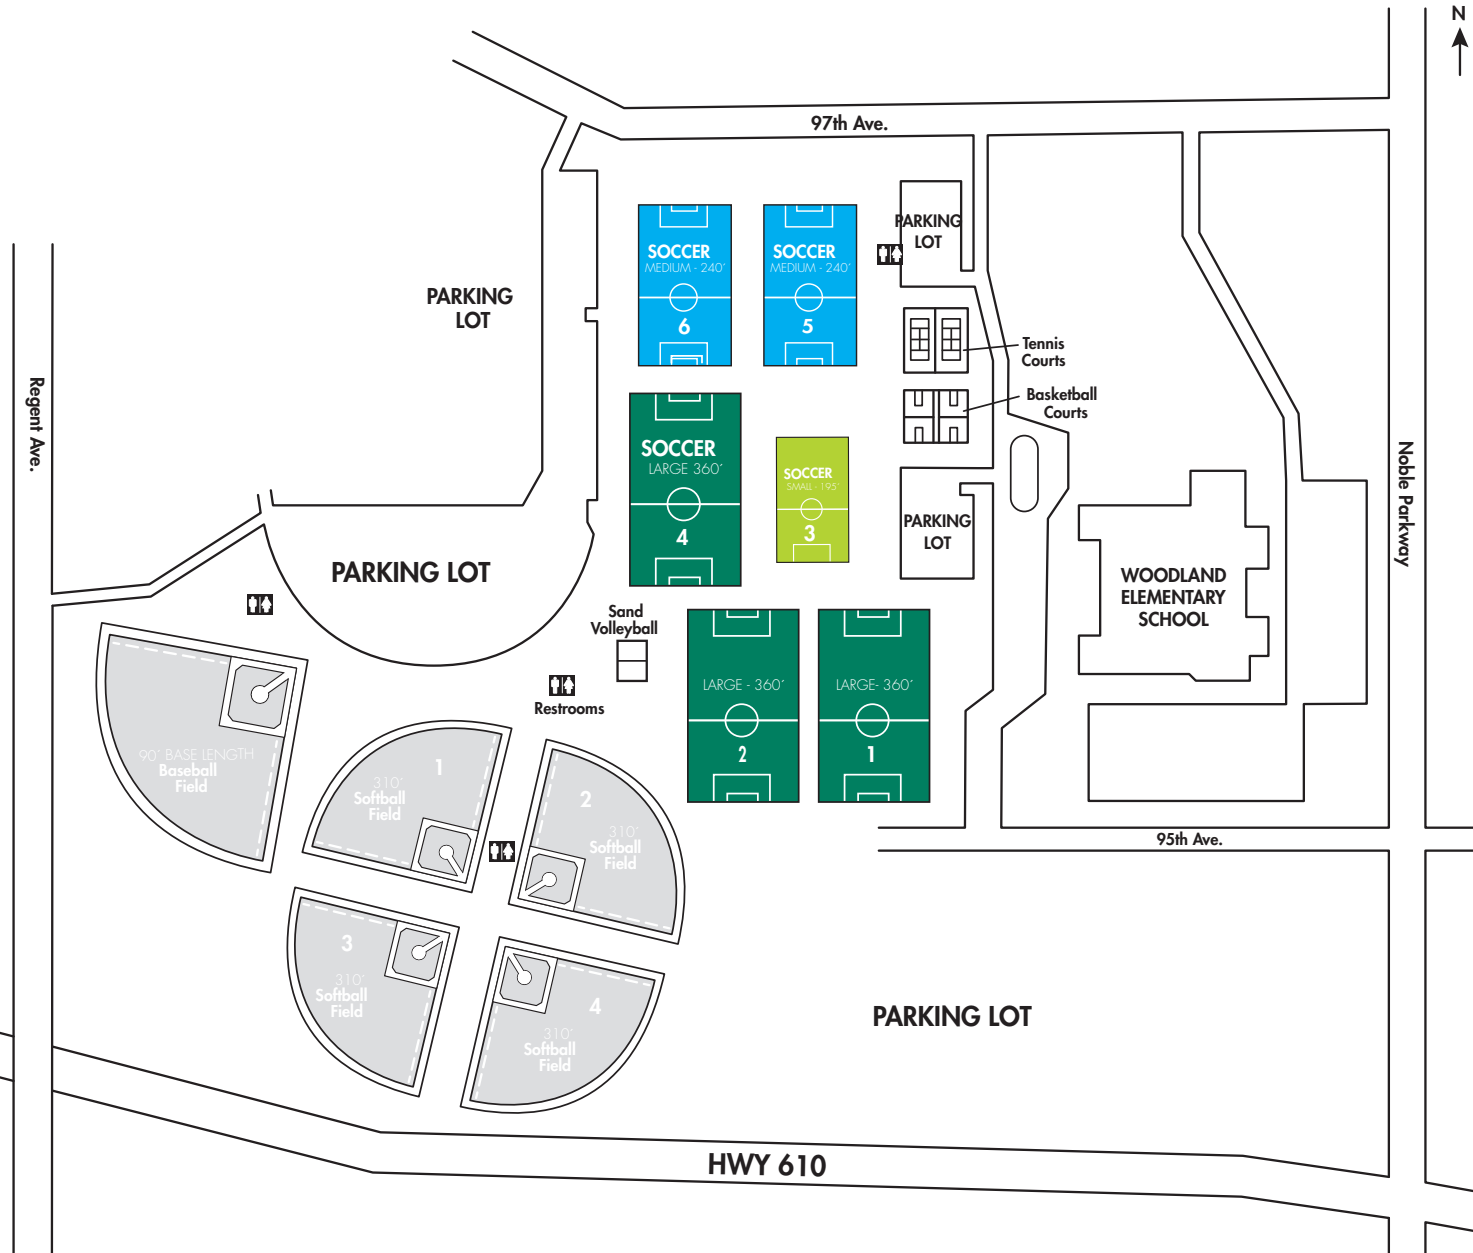 N
97th Ave.
PARKING
LOT
SOCCER
MEDIUM - 240´
6
SOCCER
MEDIUM - 240´
5
PARKING
LOT
Tennis
Courts
Basketball
Courts
Regent Ave.
Noble Parkway
SOCCER
LARGE 360´
4
SOCCER
SMALL - 195´
3
PARKING
LOT
PARKING LOT
WOODLAND
ELEMENTARY
SCHOOL
Sand
Volleyball
Restrooms
LARGE - 360´
2
LARGE- 360´
1
90´ BASE LENGTH
Baseball
Field
1
310´
Softball
Field
2
310´
Softball
Field
95th Ave.
3
310´
Softball
Field
4
310´
Softball
Field
PARKING LOT
HWY 610